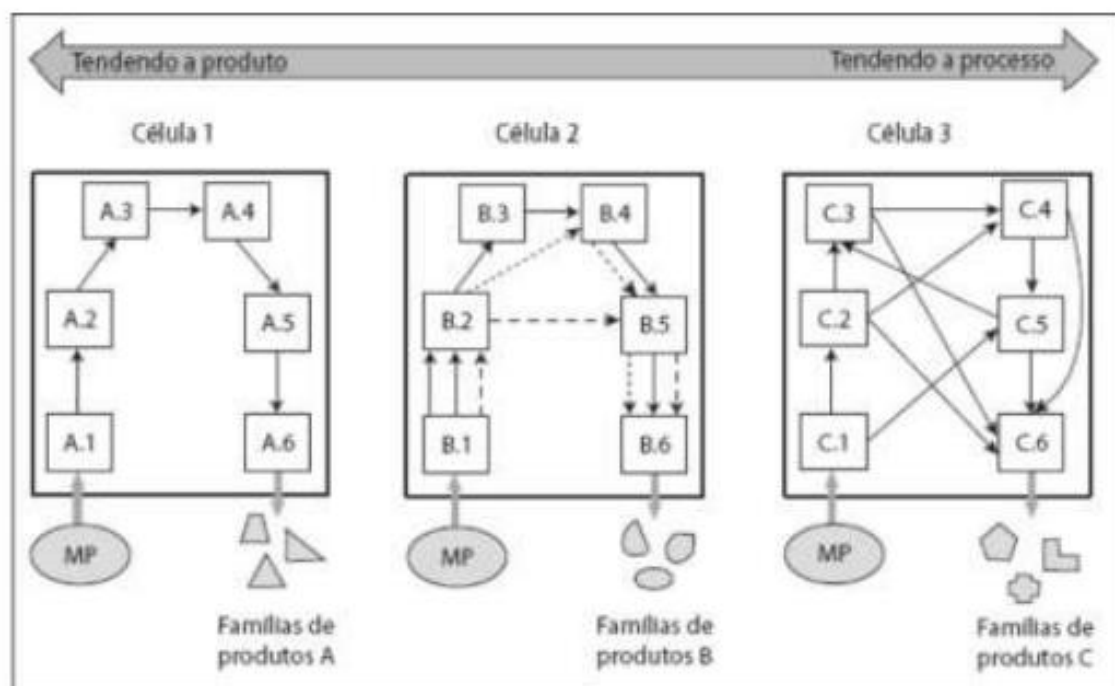 Tendendo a produto
Tendendo a processo
Célula 1
Célula 2
Célula 3
A.3
A.4
A.2
A.5
A.1
A.6
MP
Famílias de
produtos A
B.3
B.4
B.2
B.5
B.1
B.6
MP
Famílias de
produtos B
C.3
C.4
C.2
C.5
C.1
C.6
MP
Famílias de
produtos C